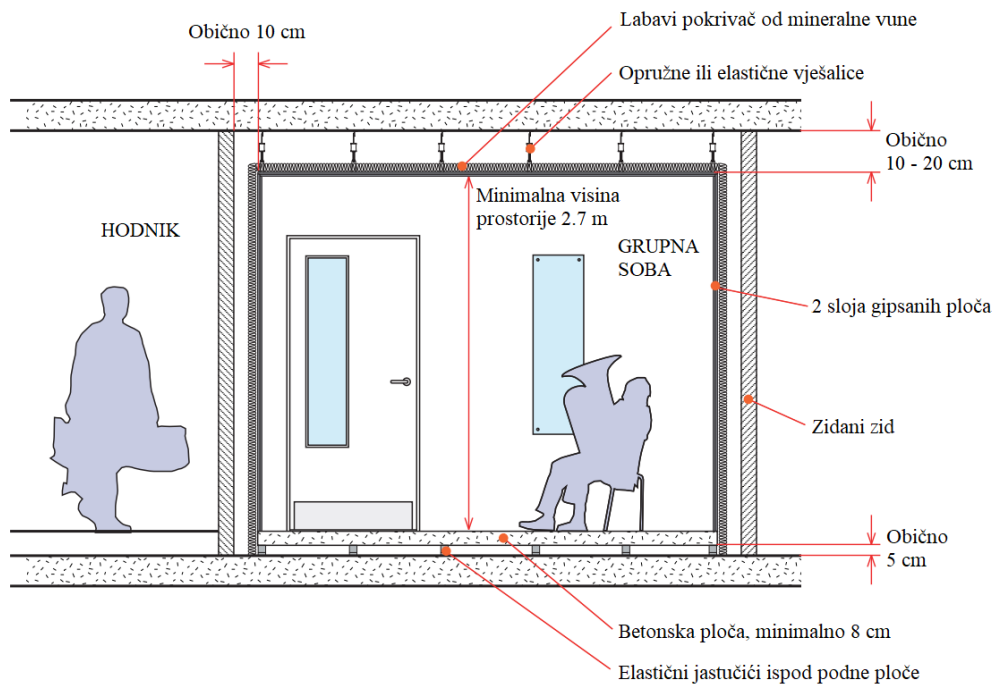 Labavi pokrivač od mineralne vune
Obično 10 cm
Opružne ili elastične vješalice
Obično
10 - 20 cm
Minimalna visina
prostorije 2.7 m
HODNIK
GRUPNA
SOBA
2 sloja gipsanih ploča
Zidani zid
Obično
5 cm
Betonska ploča, minimalno 8 cm
Elastični jastučići ispod podne ploče